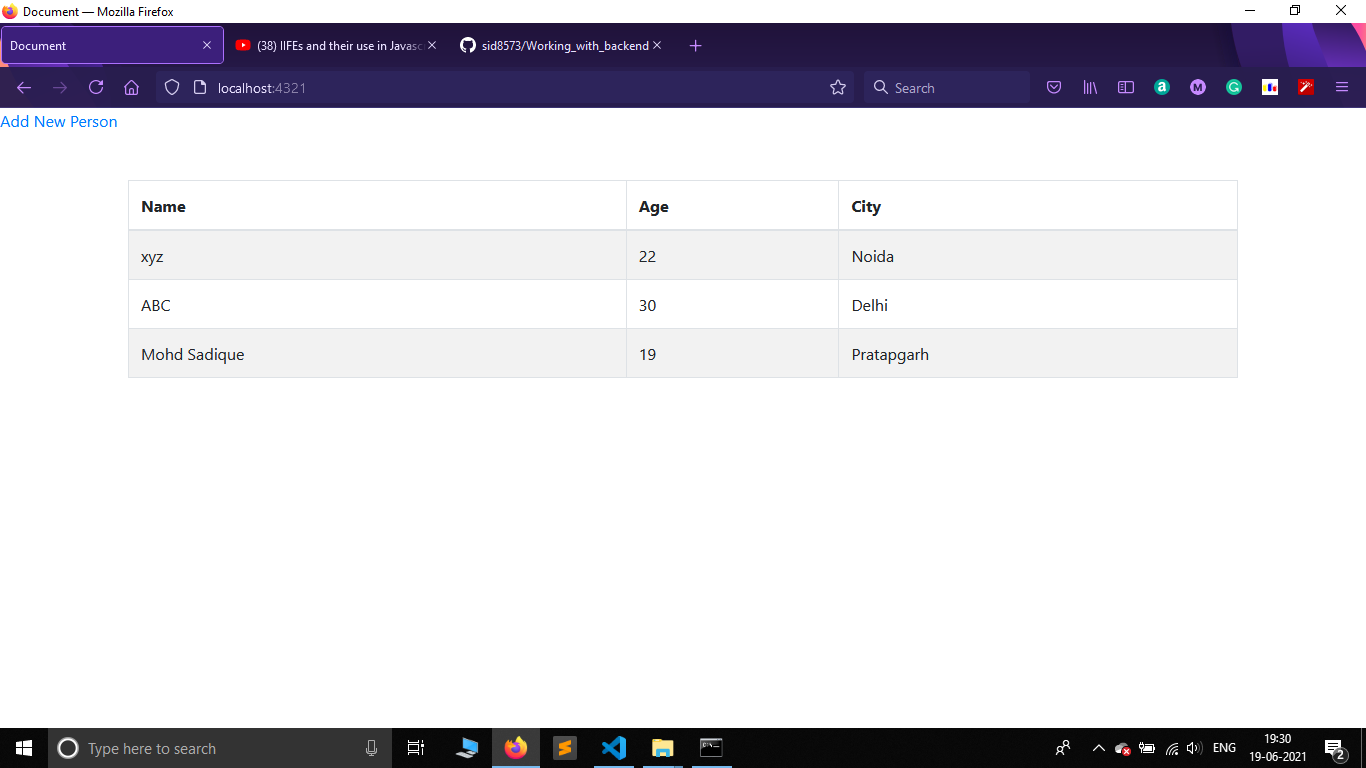 Document — Mozilla Firefox
Document
(38) IIFEs and their use in Javasc
sid8573/Working_with_backend
localhost:4321
Search
Add New Person
Name Age City
xyz 22 Noida
ABC 30 Delhi
Mohd Sadique 19 Pratapgarh
Type here to search
ENG
19:30
19-06-2021
2